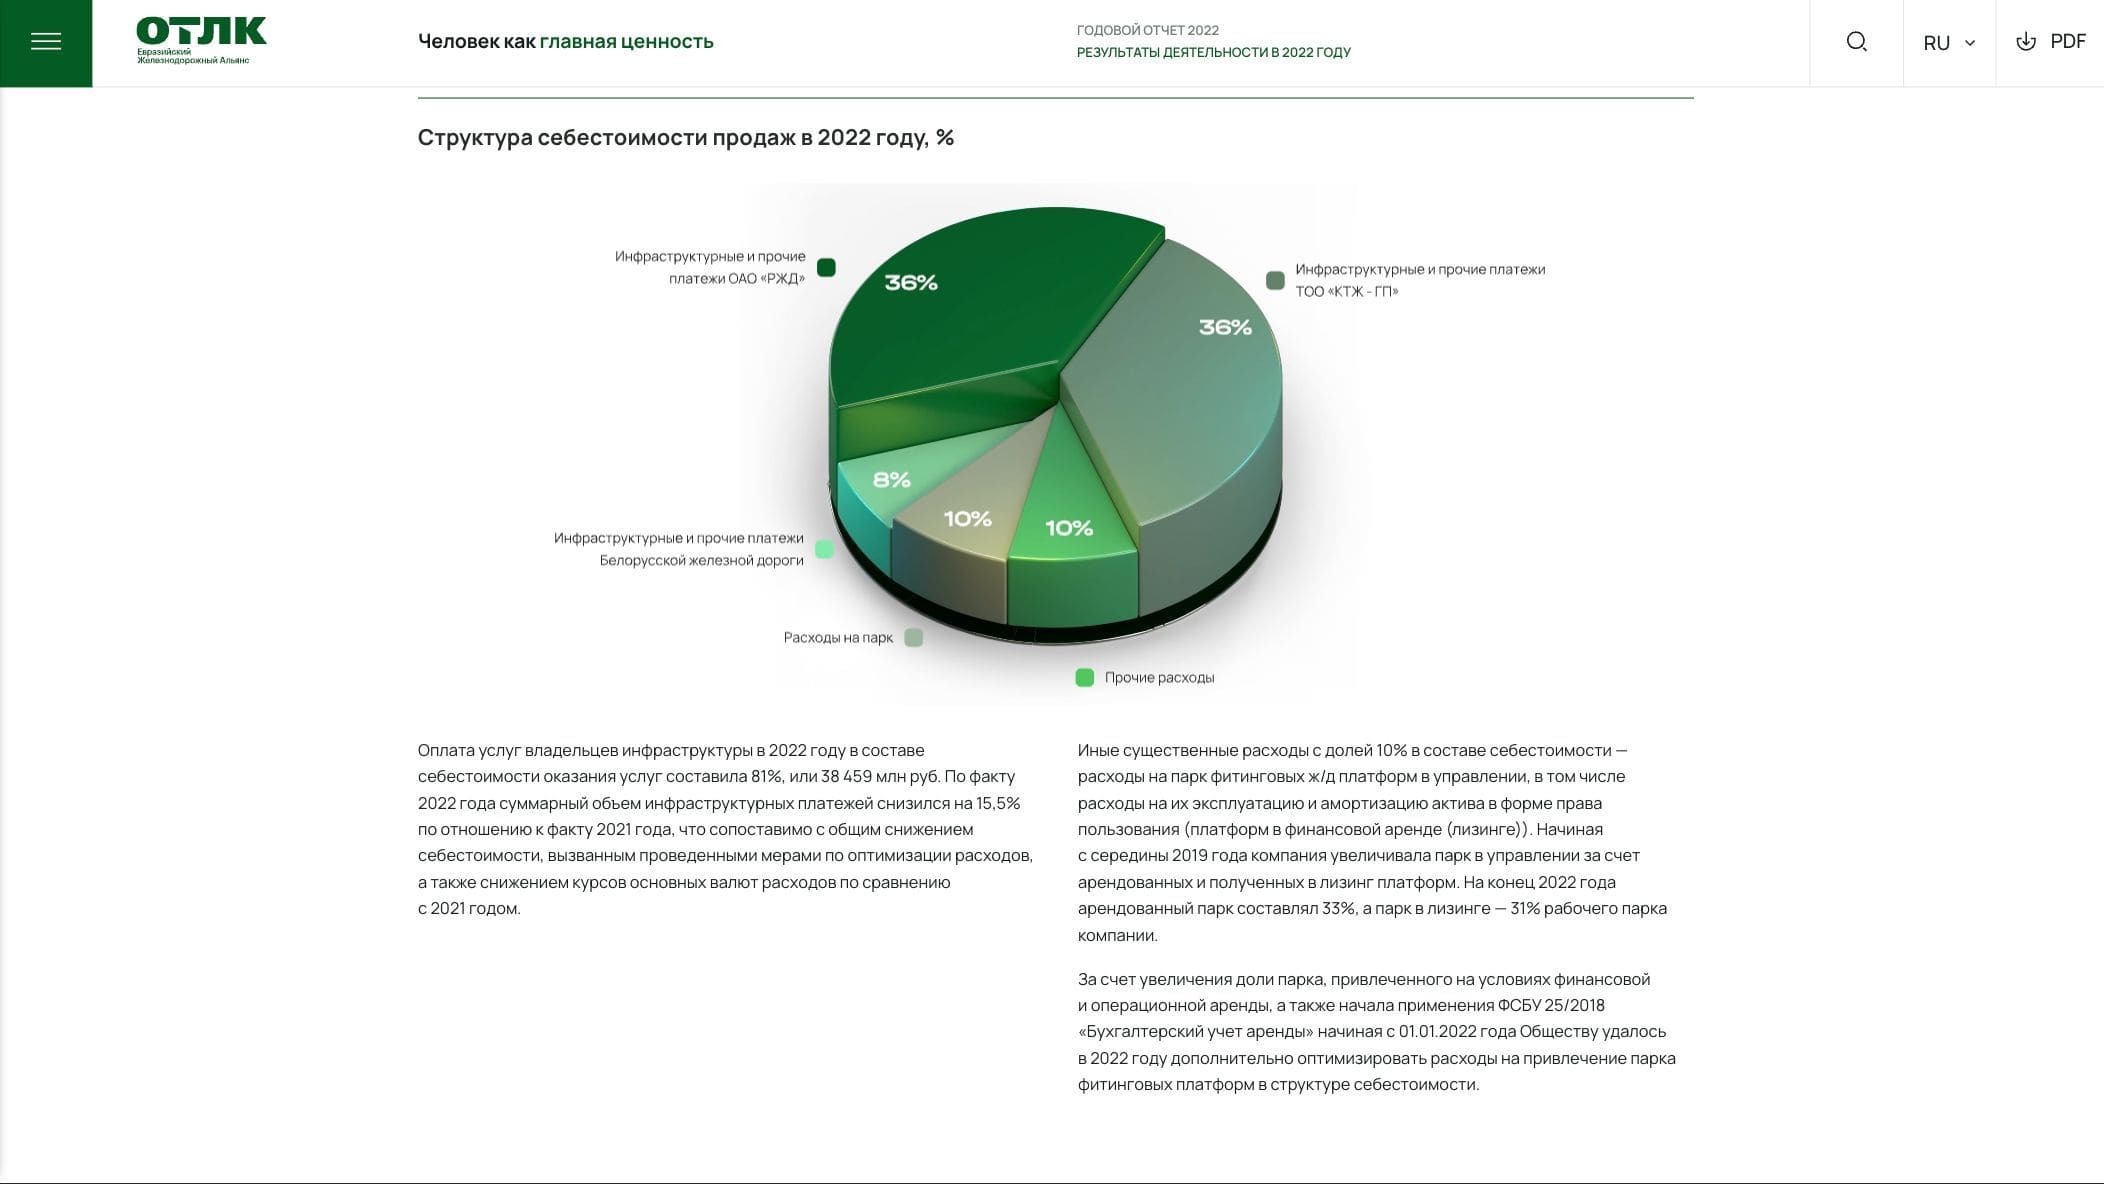 ОТЛК
Евразийский
Железнодорожный Альянс
Человек как главная ценность
ГОДОВОЙ ОТЧЕТ 2022
РЕЗУЛЬТАТЫ ДЕЯТЕЛЬНОСТИ В 2022 ГОДУ
RU
PDF
Структура себестоимости продаж в 2022 году, %
Инфраструктурные и прочие
платежи ОАО «РЖД»
36%
Инфраструктурные и прочие платежи
ТОО «КТЖ - ГП»
36%
8%
10%
10%
Инфраструктурные и прочие платежи
Белорусской железной дороги
Расходы на парк
Прочие расходы
Оплата услуг владельцев инфраструктуры в 2022 году в составе
себестоимости оказания услуг составила 81%, или 38 459 млн руб. По факту
2022 года суммарный объем инфраструктурных платежей снизился на 15,5%
по отношению к факту 2021 года, что сопоставимо с общим снижением
себестоимости, вызванным проведенными мерами по оптимизации расходов,
а также снижением курсов основных валют расходов по сравнению
с 2021 годом.
Иные существенные расходы с долей 10% в составе себестоимости —
расходы на парк фитинговых ж/д платформ в управлении, в том числе
расходы на их эксплуатацию и амортизацию актива в форме права
пользования (платформ в финансовой аренде (лизинге)). Начиная
с середины 2019 года компания увеличивала парк в управлении за счет
арендованных и полученных в лизинг платформ. На конец 2022 года
арендованный парк составлял 33%, а парк в лизинге — 31% рабочего парка
компании.
За счет увеличения доли парка, привлеченного на условиях финансовой
и операционной аренды, а также начала применения ФСБУ 25/2018
«Бухгалтерский учет аренды» начиная с 01.01.2022 года Обществу удалось
в 2022 году дополнительно оптимизировать расходы на привлечение парка
фитинговых платформ в структуре себестоимости.